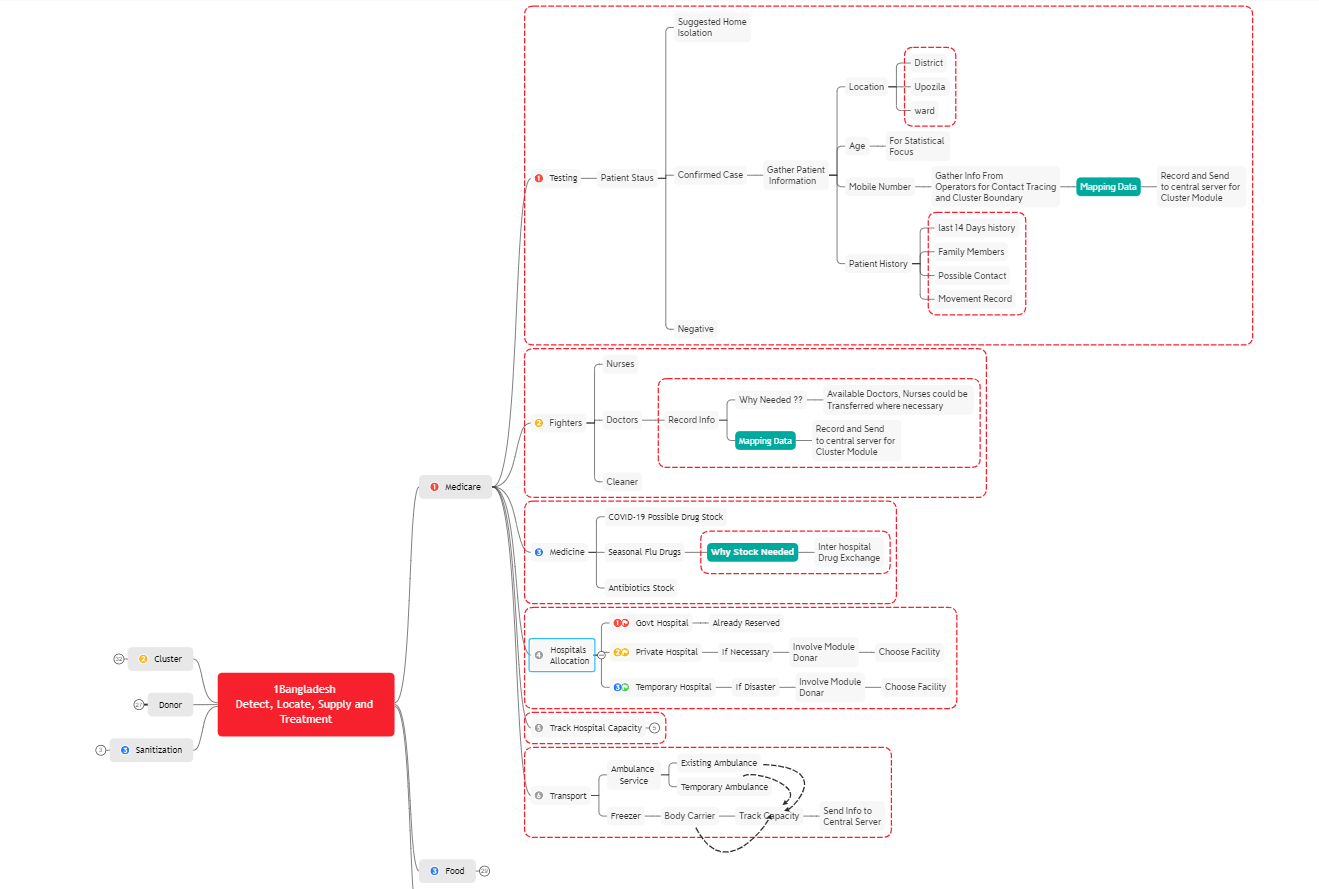 1Bangladesh
Detect, Locate, Supply and
Treatment
32
2 Cluster
27
Donor
3
3 Sanitization
1 Medicare
1 Testing
Patient Staus
Suggested Home
Isolation
Confirmed Case
Gather Patient
Information
Location
District
Upozila
ward
Age
For Statistical
Focus
Mobile Number
Gather Info From
Operators for Contact Tracing
and Cluster Boundary
Mapping Data
Record and Send
to central server for
Cluster Module
Patient History
last 14 Days history
Family Members
Possible Contact
Movement Record
Negative
2 Fighters
Nurses
Doctors
Record Info
Why Needed ??
Available Doctors, Nurses could be
Transferred where necessary
Mapping Data
Record and Send
to central server for
Cluster Module
Cleaner
3 Medicine
COVID-19 Possible Drug Stock
Seasonal Flu Drugs
Why Stock Needed
Inter hospital
Drug Exchange
Antibiotics Stock
4 Hospitals
Allocation
1 Govt Hospital
Already Reserved
2 Private Hospital
If Necessary
Involve Module
Donar
Choose Facility
3 Temporary Hospital
If Disaster
Involve Module
Donar
Choose Facility
5 Track Hospital Capacity
5
6 Transport
Ambulance
Service
Existing Ambulance
Temporary Ambulance
Freezer
Body Carrier
Track Capacity
Send Info to
Central Server
3 Food
29